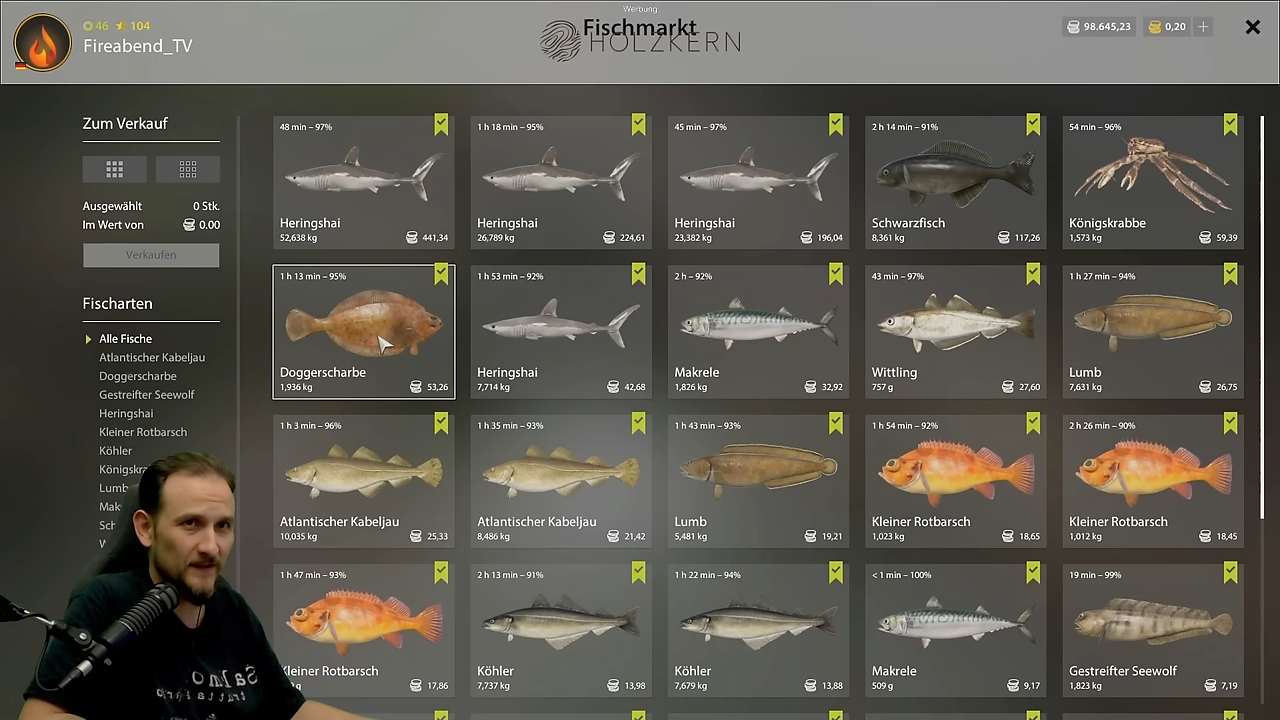 Werbung
46 104
Fireabend_TV
Fischmarkt
HOLZKERN
98.645,23
0,20 +
Zum Verkauf
Ausgewählt 0 Stk.
Im Wert von 0.00
Verkaufen
Fischarten
Alle Fische
Atlantischer Kabeljau
Doggerscharbe
Gestreifter Seewolf
Heringshai
Kleiner Rotbarsch
Köhler
Lumb
48 min – 97%
Heringshai
52,638 kg 441,34
1 h 18 min – 95%
Heringshai
26,789 kg 224,61
45 min – 97%
Heringshai
23,382 kg 196,04
2 h 14 min – 91%
Schwarzfisch
8,361 kg 117,26
54 min – 96%
Königskrabbe
1,573 kg 59,39
1 h 13 min – 95%
Doggerscharbe
1,936 kg 53,26
1 h 53 min – 92%
Heringshai
7,714 kg 42,68
2 h – 92%
Makrele
1,826 kg 32,92
43 min – 97%
Wittling
757 g 27,60
1 h 27 min – 94%
Lumb
7,631 kg 26,75
1 h 3 min – 96%
Atlantischer Kabeljau
10,035 kg 25,33
1 h 35 min – 93%
Atlantischer Kabeljau
8,486 kg 21,42
1 h 43 min – 93%
Lumb
5,481 kg 19,21
1 h 54 min – 92%
Kleiner Rotbarsch
1,023 kg 18,65
2 h 26 min – 90%
Kleiner Rotbarsch
1,012 kg 18,45
1 h 47 min – 93%
Kleiner Rotbarsch
17,86
2 h 13 min – 91%
Köhler
7,737 kg 13,98
1 h 22 min – 94%
Köhler
7,679 kg 13,88
< 1 min – 100%
Makrele
509 g 9,17
19 min – 99%
Gestreifter Seewolf
1,823 kg 7,19